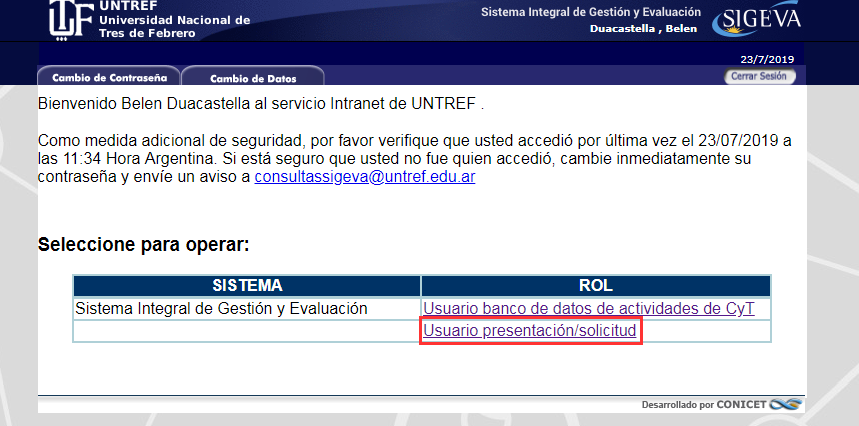 UNTREF
Universidad Nacional de
Tres de Febrero
Sistema Integral de Gestión y Evaluación
Duacastella , Belen
SIGEVA
23/7/2019
Cambio de Contraseña
Cambio de Datos
Cerrar Sesión
Bienvenido Belen Duacastella al servicio Intranet de UNTREF .
Como medida adicional de seguridad, por favor verifique que usted accedió por última vez el 23/07/2019 a
las 11:34 Hora Argentina. Si está seguro que usted no fue quien accedió, cambie inmediatamente su
contraseña y envíe un aviso a consultassigeva@untref.edu.ar
Seleccione para operar:
SISTEMA
ROL
Sistema Integral de Gestión y Evaluación
Usuario banco de datos de actividades de CyT
Usuario presentación/solicitud
Desarrollado por CONICET